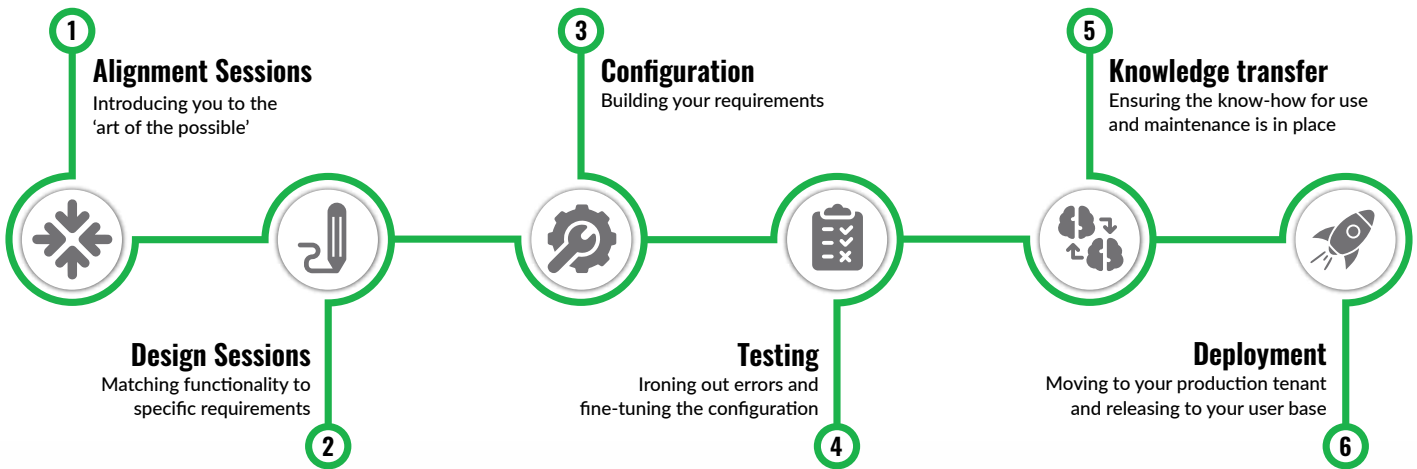 1
Alignment Sessions
Introducing you to the
‘art of the possible’
Design Sessions
Matching functionality to
specific requirements
2
3
Configuration
Building your requirements
Testing
Ironing out errors and
fine-tuning the configuration
4
5
Knowledge transfer
Ensuring the know-how for use
and maintenance is in place
Deployment
Moving to your production tenant
and releasing to your user base
6